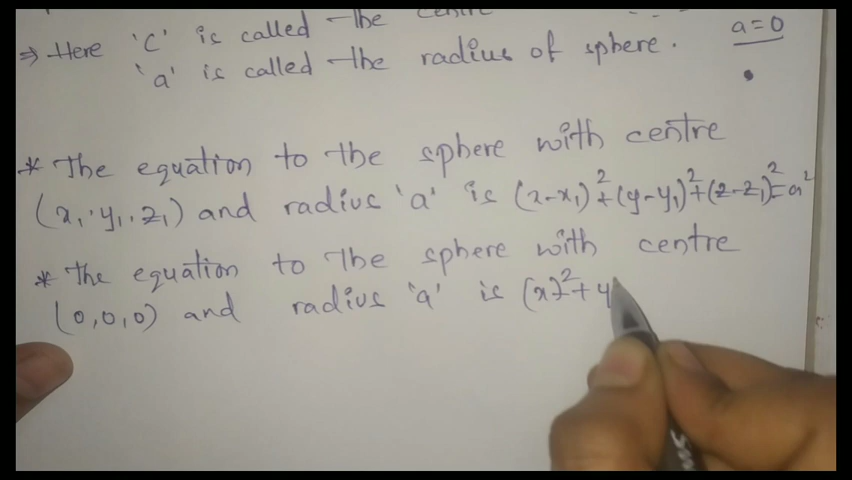 the centre
⇒ Here 'c' is called the
a=0
'a' is called the radius of sphere.
* The equation to the sphere with centre
(x₁, y₁, z₁) and radius 'a' is (x-x₁)²+(y-y₁)²+(z-z₁)²=a²
* The equation to the sphere with centre
(0,0,0) and radius 'a' is (x)²+y